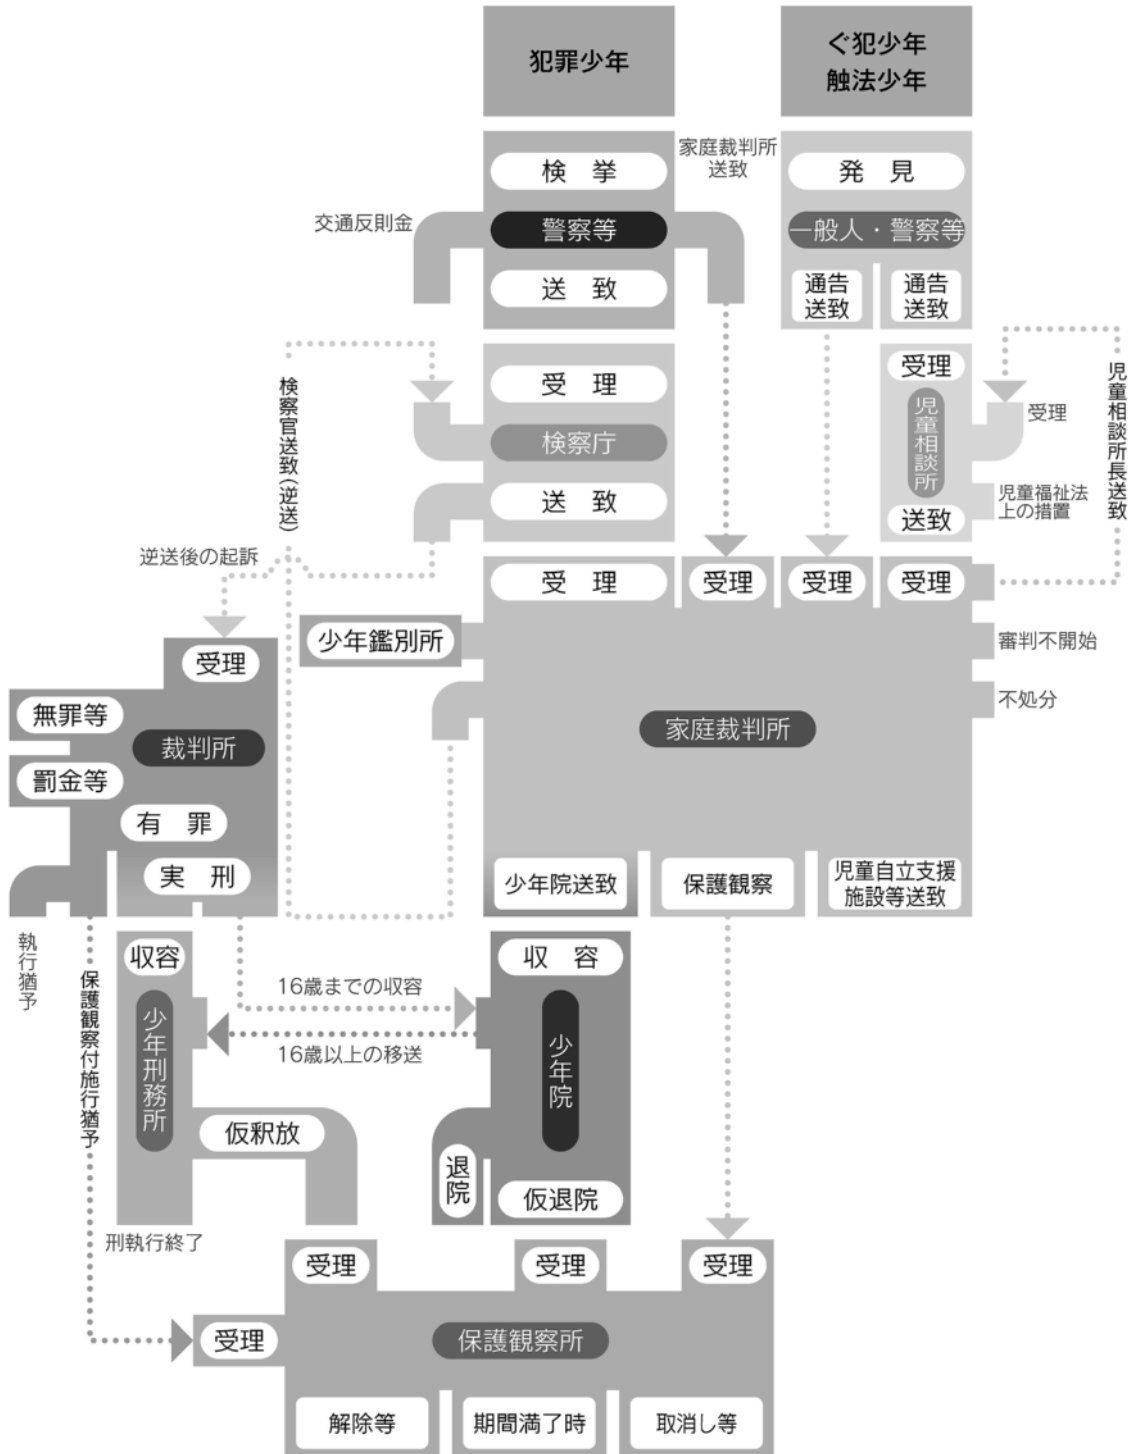 犯罪少年
ぐ犯少年
触法少年
検 挙
家庭裁判所
送致
発 見
交通反則金
警察等
一般人・警察等
送 致
通告
送致
通告
送致
検察官送致(逆送)
受 理
受理
児童相談所長送致
検察庁
児童相談所
受理
送 致
送致
児童福祉法
上の措置
逆送後の起訴
受 理
受理
受理
受理
少年鑑別所
審判不開始
受理
無罪等
不処分
裁判所
家庭裁判所
罰金等
有 罪
実 刑
少年院送致
保護観察
児童自立支援
施設等送致
執行猶予
保護観察付施行猶予
収容
収 容
16歳までの収容
少年刑務所
少年院
16歳以上の移送
仮釈放
退院
仮退院
刑執行終了
受理
受理
受理
受理
保護観察所
解除等
期間満了時
取消し等